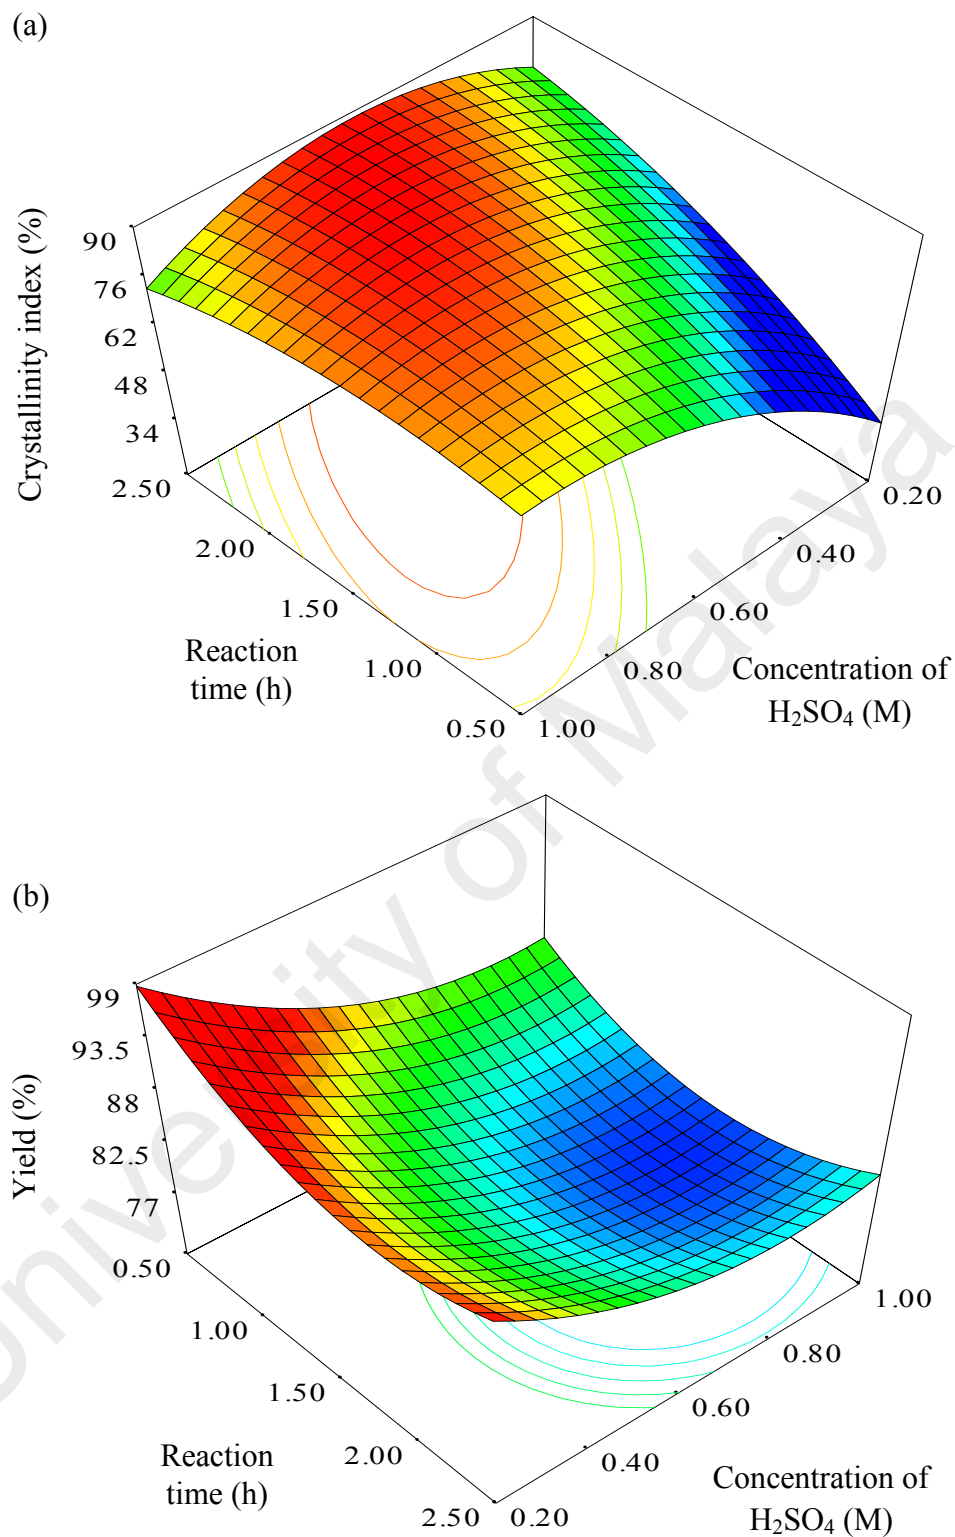 (a)
Crystallinity index (%)
90
76
62
48
34
2.50
2.00
1.50
1.00
0.50
Reaction
time (h)
1.00
0.80
0.60
0.40
0.20
Concentration of
H₂SO₄ (M)
(b)
Yield (%)
99
93.5
88
82.5
77
0.50
1.00
1.50
2.00
2.50
Reaction
time (h)
0.20
0.40
0.60
0.80
1.00
Concentration of
H₂SO₄ (M)
University of Malaya